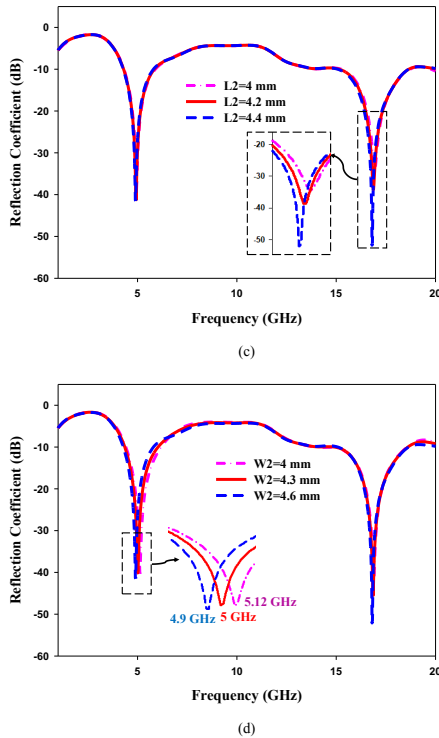 0
-10
-20
-30
-40
-50
-60
Reflection Coefficient (dB)
L2=4 mm
L2=4.2 mm
L2=4.4 mm
-20
-30
-40
-50
5
10
15
20
Frequency (GHz)
(c)
0
-10
-20
-30
-40
-50
-60
Reflection Coefficient (dB)
W2=4 mm
W2=4.3 mm
W2=4.6 mm
5.12 GHz
4.9 GHz
5 GHz
5
10
15
20
Frequency (GHz)
(d)